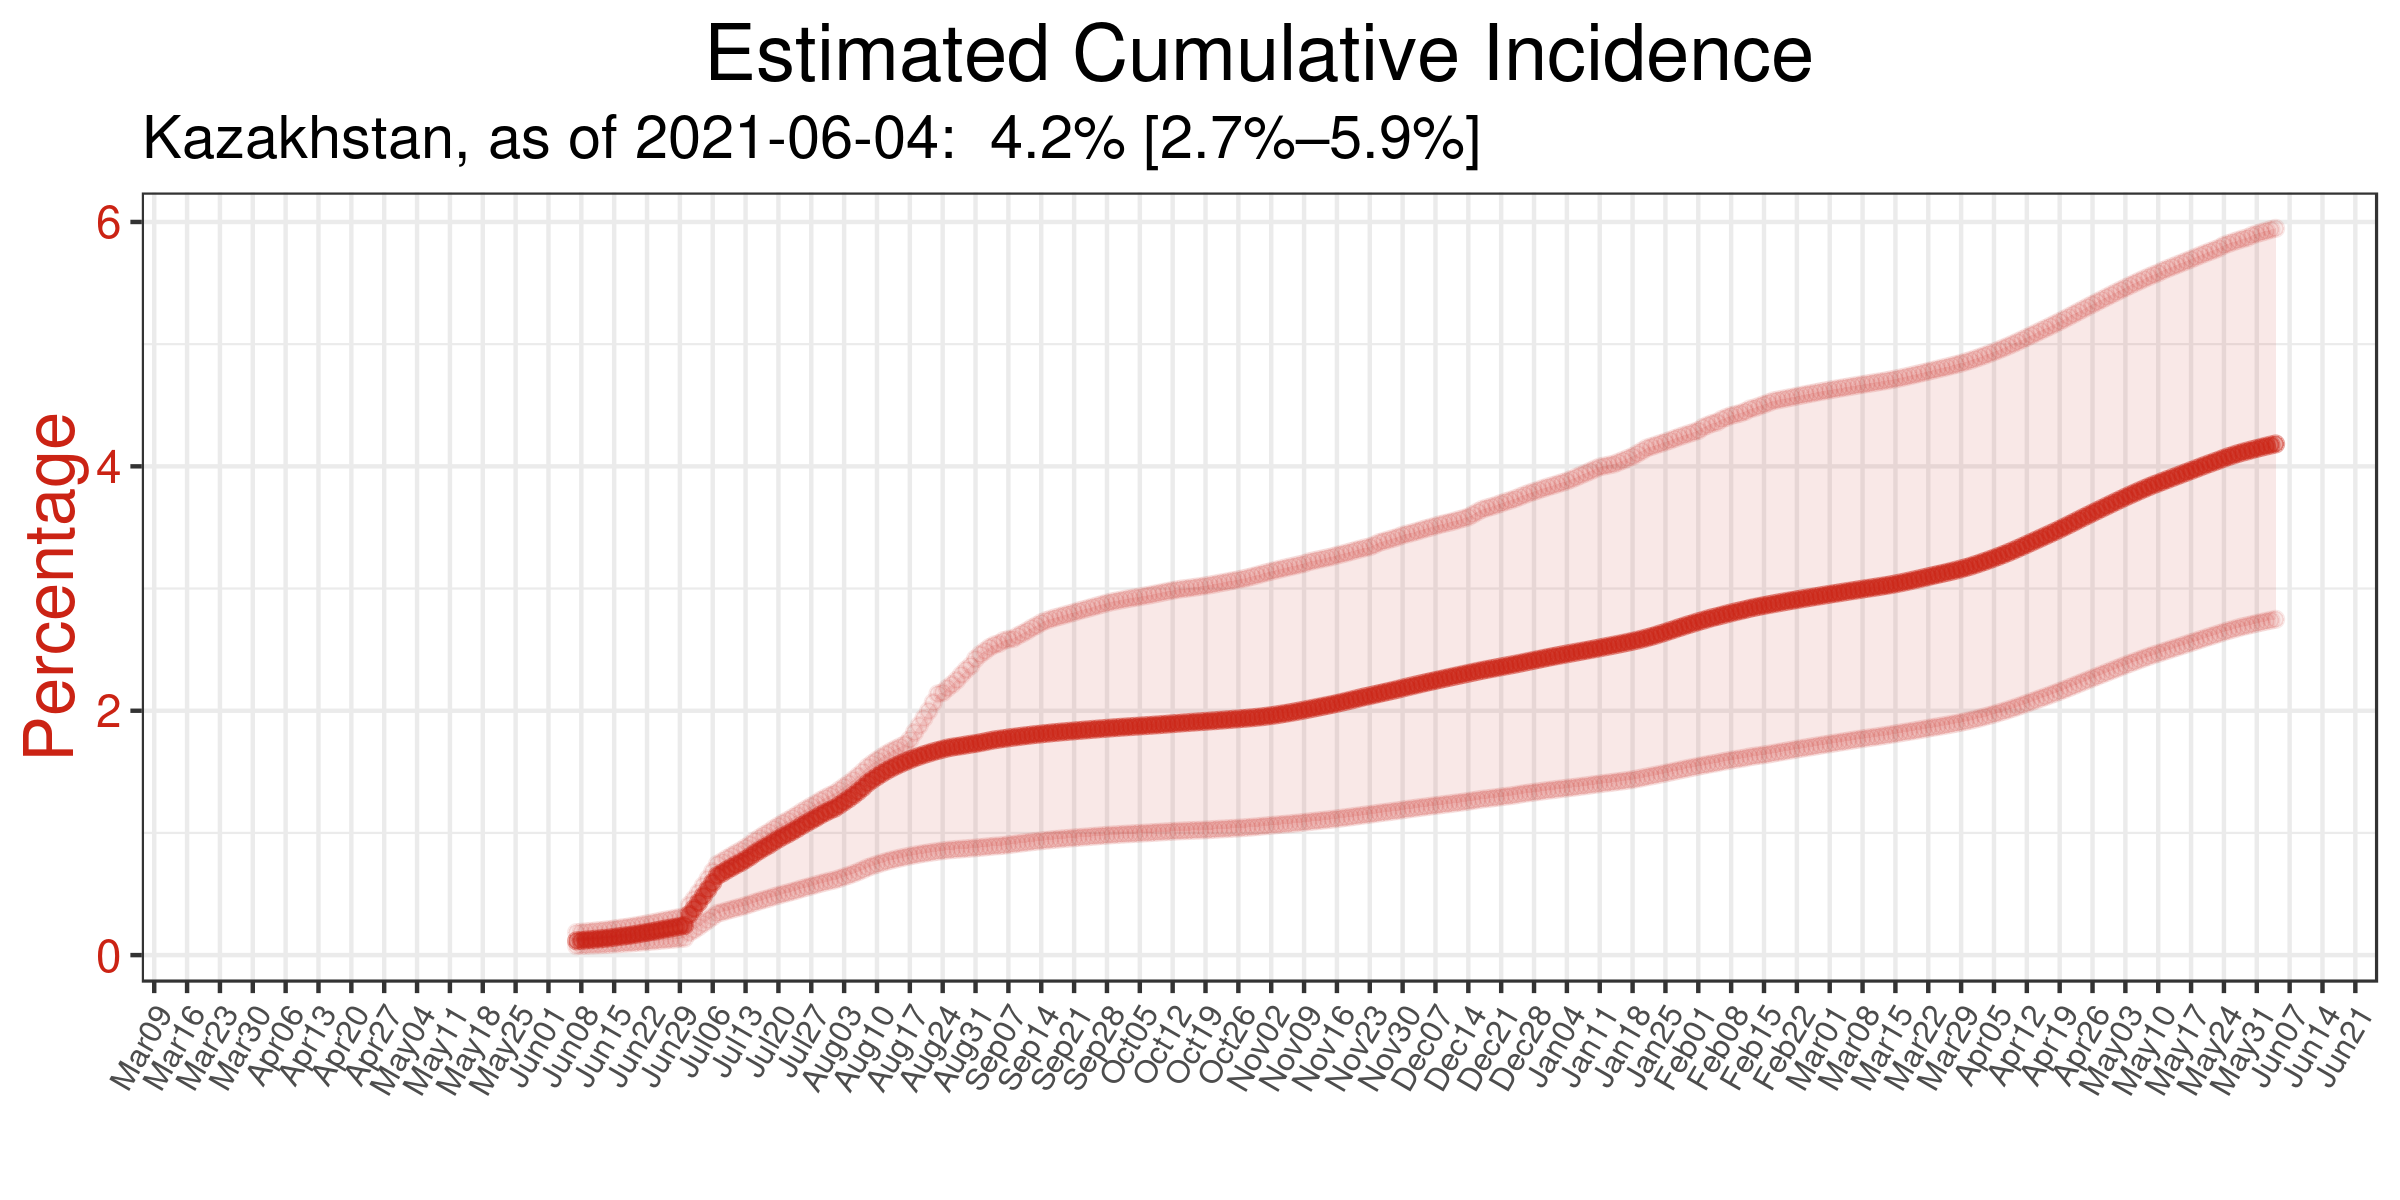 Estimated Cumulative Incidence
Kazakhstan, as of 2021-06-04:  4.2% [2.7%–5.9%]
Percentage
6
4
2
0
Mar09
Mar16
Mar23
Mar30
Apr06
Apr13
Apr20
Apr27
May04
May11
May18
May25
Jun01
Jun08
Jun15
Jun22
Jun29
Jul06
Jul13
Jul20
Jul27
Aug03
Aug10
Aug17
Aug24
Aug31
Sep07
Sep14
Sep21
Sep28
Oct05
Oct12
Oct19
Oct26
Nov02
Nov09
Nov16
Nov23
Nov30
Dec07
Dec14
Dec21
Dec28
Jan04
Jan11
Jan18
Jan25
Feb01
Feb08
Feb15
Feb22
Mar01
Mar08
Mar15
Mar22
Mar29
Apr05
Apr12
Apr19
Apr26
May03
May10
May17
May24
May31
Jun07
Jun14
Jun21